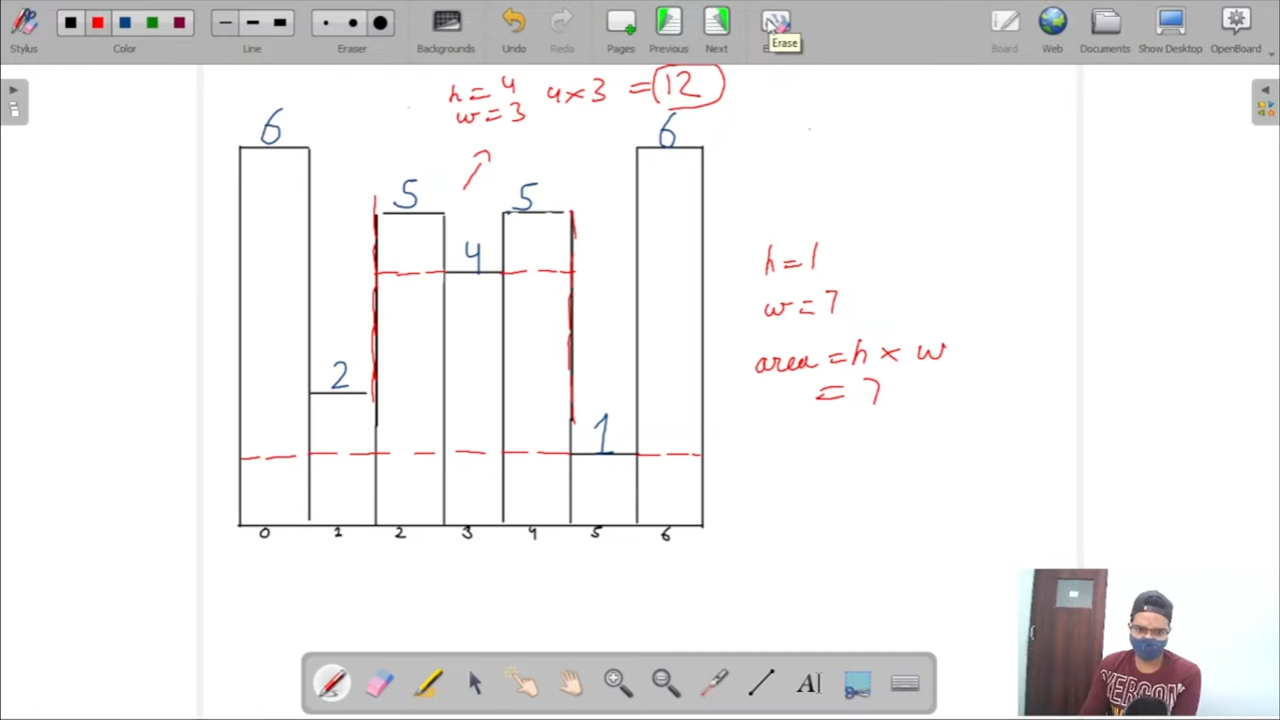 Stylus Color Line Eraser Backgrounds Undo Redo Pages Previous Next Board Web Documents Show Desktop OpenBoard
Erase
h = 4 4 x 3 = 12
w = 3
6 6
5 5
4
2
1
0 1 2 3 4 5 6
h = 1
w = 7
area = h x w
= 7
AI